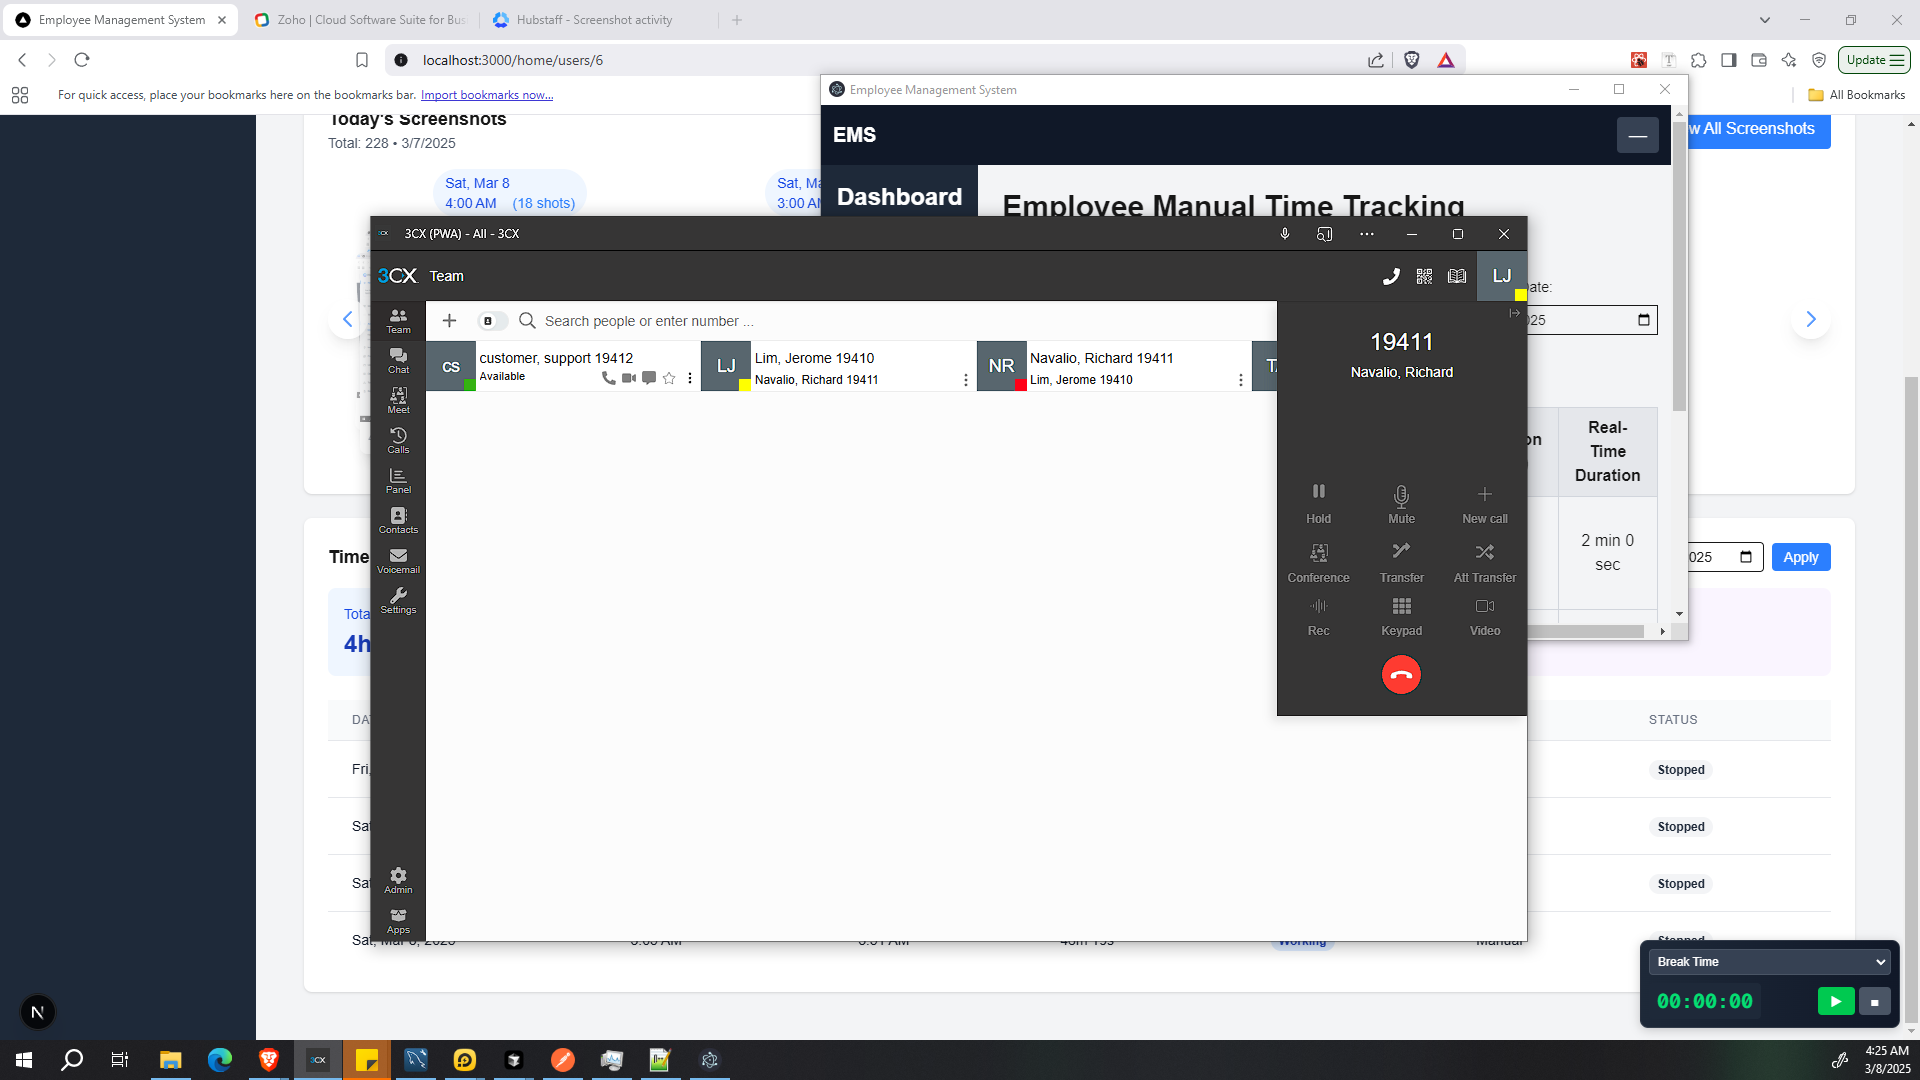 Employee Management System
Zoho | Cloud Software Suite for Bus
Hubstaff - Screenshot activity
localhost:3000/home/users/6
Update
For quick access, place your bookmarks here on the bookmarks bar. Import bookmarks now...
All Bookmarks
Today's Screenshots
Total: 228 • 3/7/2025
w All Screenshots
Sat, Mar 8
4:00 AM (18 shots)
Sat, Ma
3:00 AM
Employee Management System
EMS
Dashboard
Employee Manual Time Tracking
ate:
025
on
Real-
Time
Duration
2 min 0
sec
3CX (PWA) - All - 3CX
3CX Team
LJ
Team
Chat
Meet
Calls
Panel
Contacts
Voicemail
Settings
Admin
Apps
Search people or enter number ...
CS
customer, support 19412
Available
LJ
Lim, Jerome 19410
Navalio, Richard 19411
NR
Navalio, Richard 19411
Lim, Jerome 19410
19411
Navalio, Richard
Hold
Mute
New call
Conference
Transfer
Att Transfer
Rec
Keypad
Video
Time
025
Apply
Tota
4h
DA
STATUS
Fri,
Stopped
Sat
Stopped
Sat
Stopped
Sat, Mar 8, 2025
Working
Manual
Stopped
Break Time
00:00:00
N
3CX
4:25 AM
3/8/2025